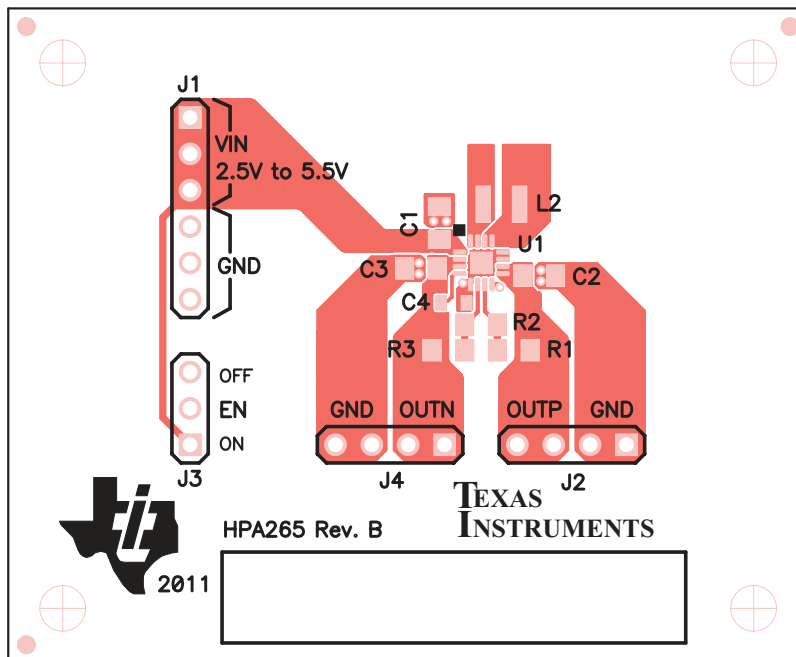 J1
VIN
2.5V to 5.5V
L2
C1
U1
GND
C3
C2
C4
R2
R3
R1
OFF
EN
ON
GND OUTN
OUTP GND
J3
J4
J2
TEXAS
INSTRUMENTS
HPA265 Rev. B
2011